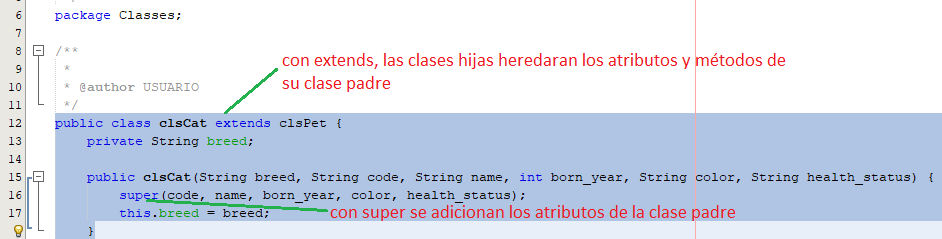 6 package Classes;
7
8 /**
9 *
con extends, las clases hijas heredaran los atributos y métodos de
10 * @author USUARIO
su clase padre
11 */
12 public class clsCat extends clsPet {
13 private String breed;
14
15 public clsCat(String breed, String code, String name, int born_year, String color, String health_status) {
16 super(code, name, born_year, color, health_status);
17 this.breed = breed;
con super se adicionan los atributos de la clase padre
}